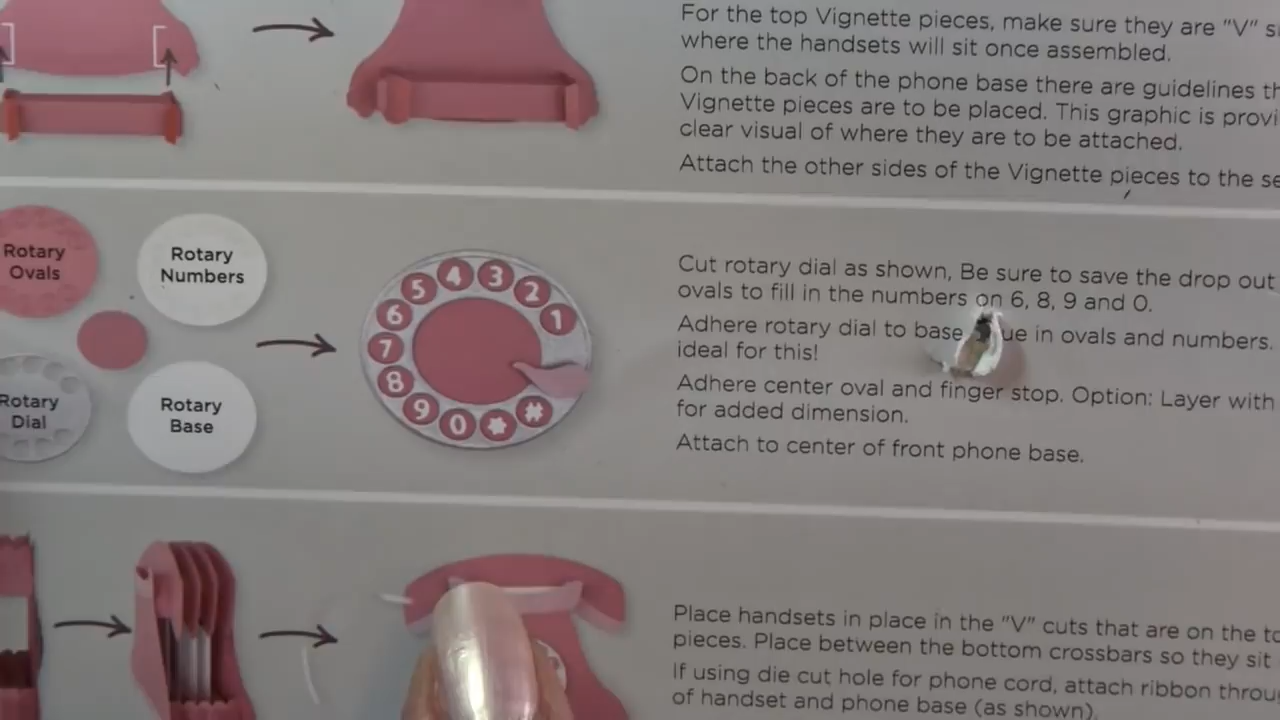 For the top Vignette pieces, make sure they are "V"
where the handsets will sit once assembled.
On the back of the phone base there are guidelines
Vignette pieces are to be placed. This graphic is
clear visual of where they are to be attached.
Attach the other sides of the Vignette pieces to the
Rotary
Ovals
Rotary
Numbers
Rotary
Dial
Rotary
Base
1
2
3
4
5
6
7
8
9
0
*
#
Cut rotary dial as shown, Be sure to save the drop out
ovals to fill in the numbers on 6, 8, 9 and 0.
Adhere rotary dial to base in ovals and numbers.
ideal for this!
Adhere center oval and finger stop. Option: Layer with
for added dimension.
Attach to center of front phone base.
Place handsets in place in the "V" cuts that are on the
pieces. Place between the bottom crossbars so they sit
If using die cut hole for phone cord, attach ribbon
of handset and phone base (as shown).